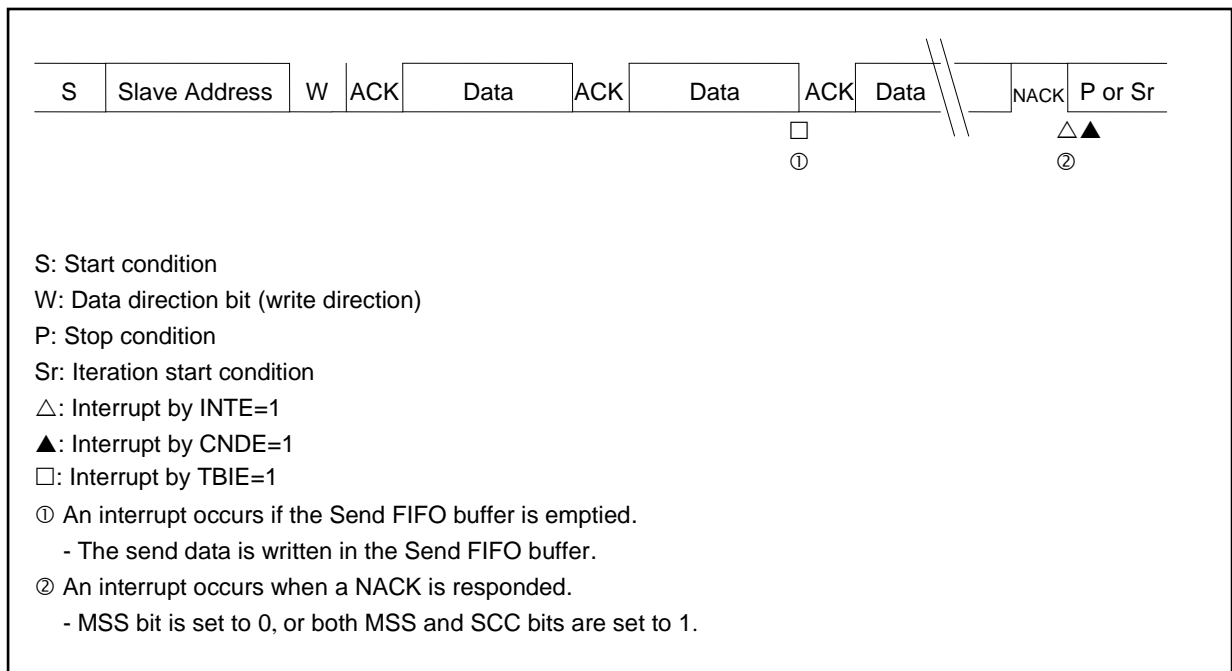 S Slave Address W ACK Data ACK Data ACK Data NACK P or Sr
□ △▲
① ②
S: Start condition
W: Data direction bit (write direction)
P: Stop condition
Sr: Iteration start condition
△: Interrupt by INTE=1
▲: Interrupt by CNDE=1
□: Interrupt by TBIE=1
① An interrupt occurs if the Send FIFO buffer is emptied.
- The send data is written in the Send FIFO buffer.
② An interrupt occurs when a NACK is responded.
- MSS bit is set to 0, or both MSS and SCC bits are set to 1.